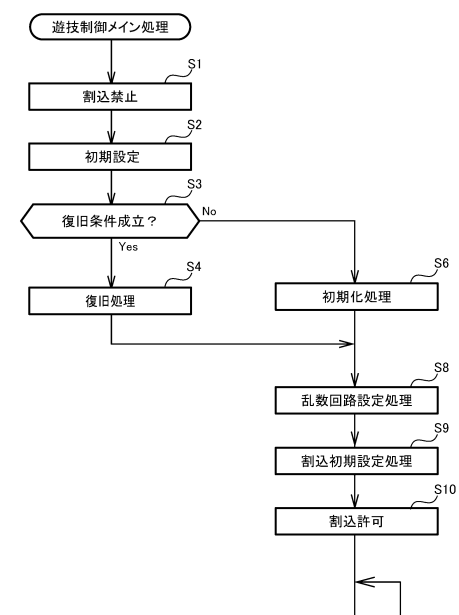 遊技制御メイン処理
S1
割込禁止
S2
初期設定
S3
復旧条件成立？
No
Yes
S4
復旧処理
S6
初期化処理
S8
乱数回路設定処理
S9
割込初期設定処理
S10
割込許可